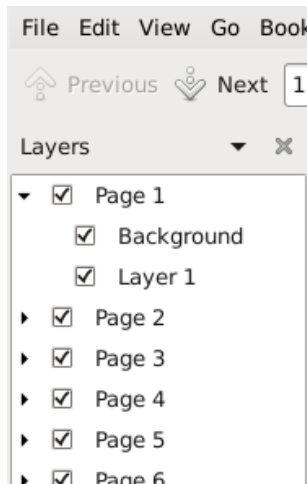 File Edit View Go Book
Previous Next 1
Layers
Page 1
Background
Layer 1
Page 2
Page 3
Page 4
Page 5
Page 6